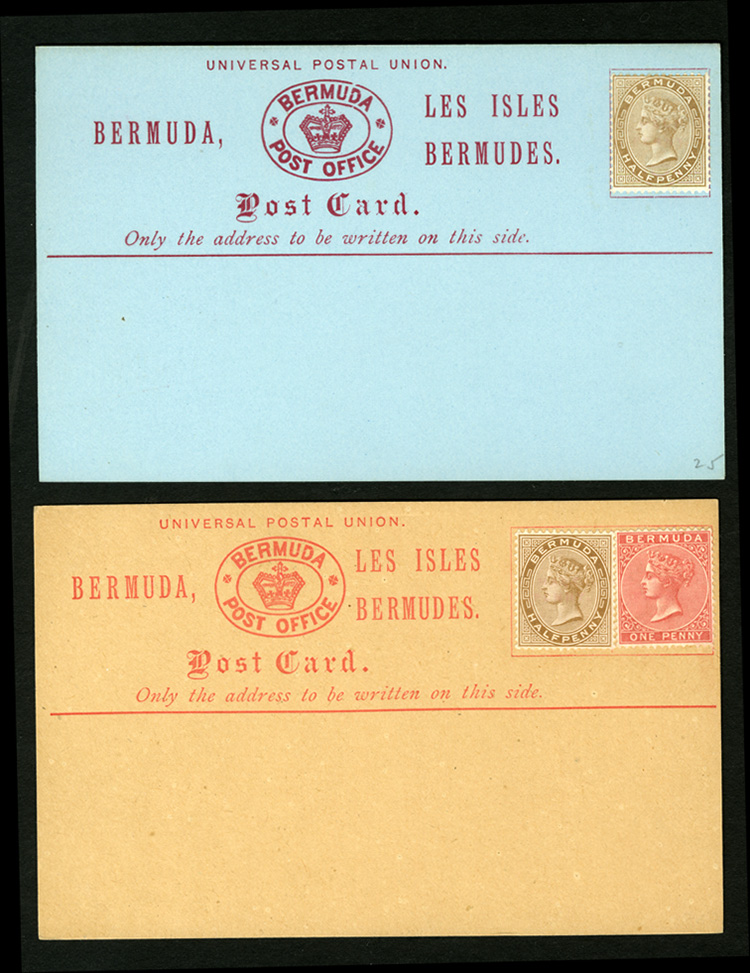 UNIVERSAL POSTAL UNION.
BERMUDA,
BERMUDA
POST OFFICE
LES ISLES
BERMUDES.
BERMUDA
HALFPENNY
Post Card.
Only the address to be written on this side.
25
UNIVERSAL POSTAL UNION.
BERMUDA,
BERMUDA
POST OFFICE
LES ISLES
BERMUDES.
BERMUDA
HALFPENNY
BERMUDA
ONE PENNY
Post Card.
Only the address to be written on this side.